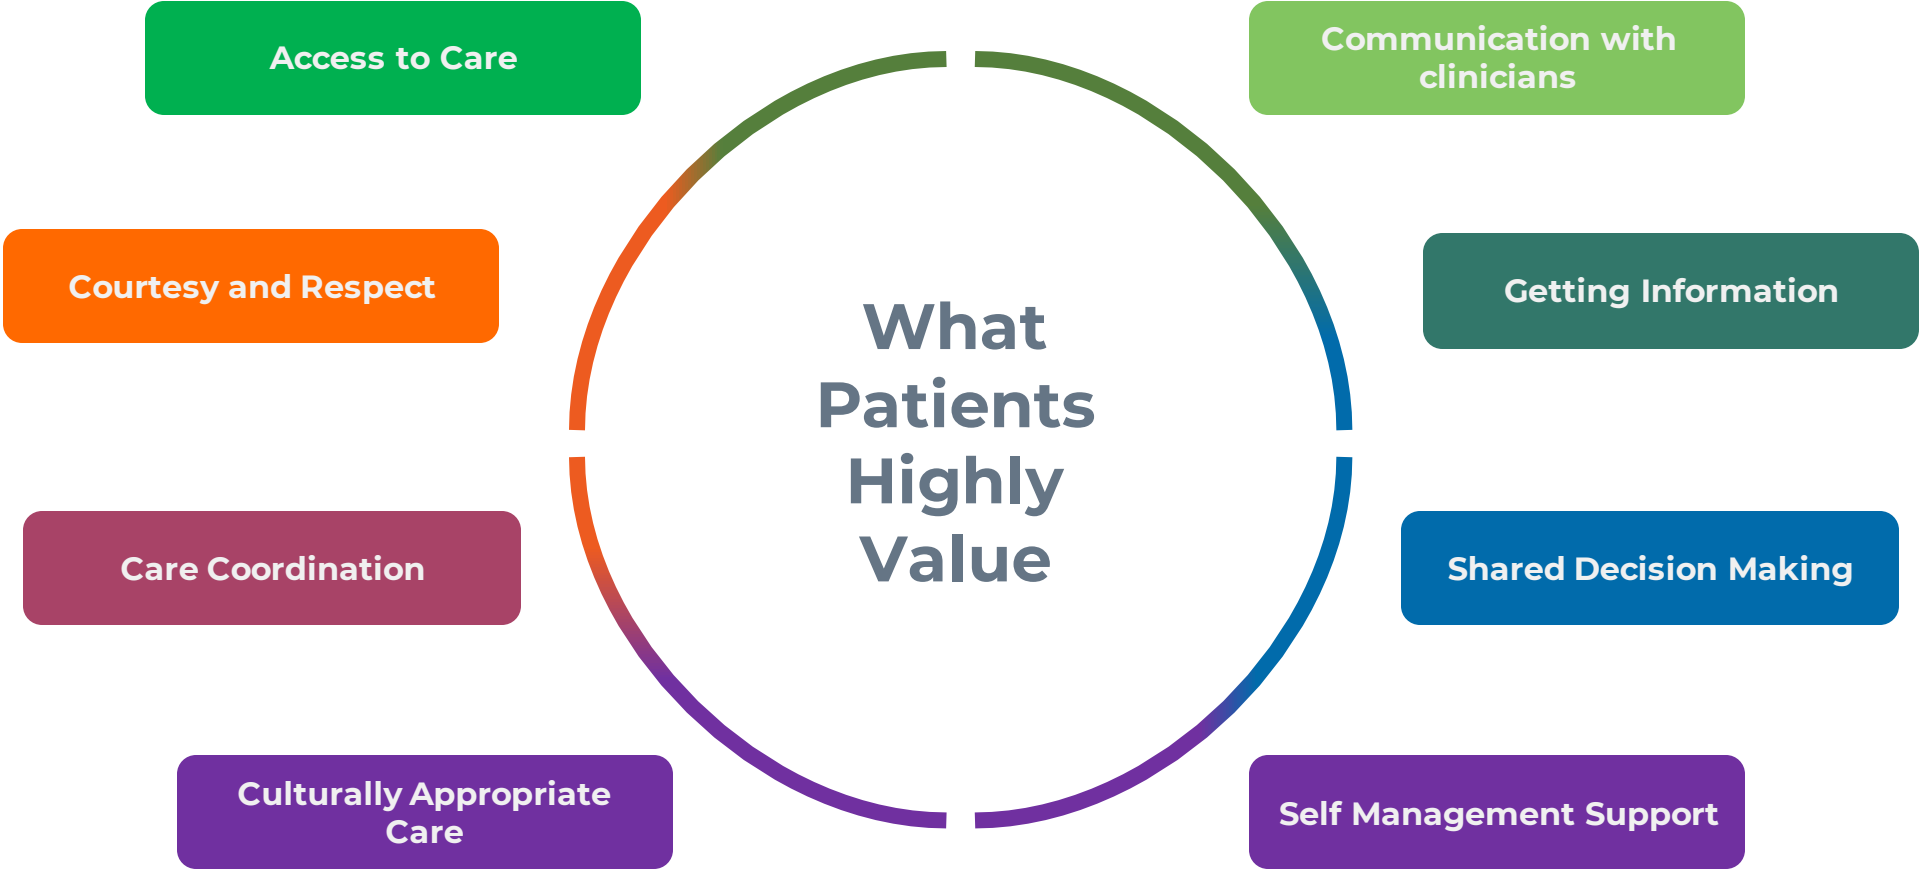 Access to Care
Communication with
clinicians
Courtesy and Respect
Getting Information
What
Patients
Highly
Value
Care Coordination
Shared Decision Making
Culturally Appropriate
Care
Self Management Support